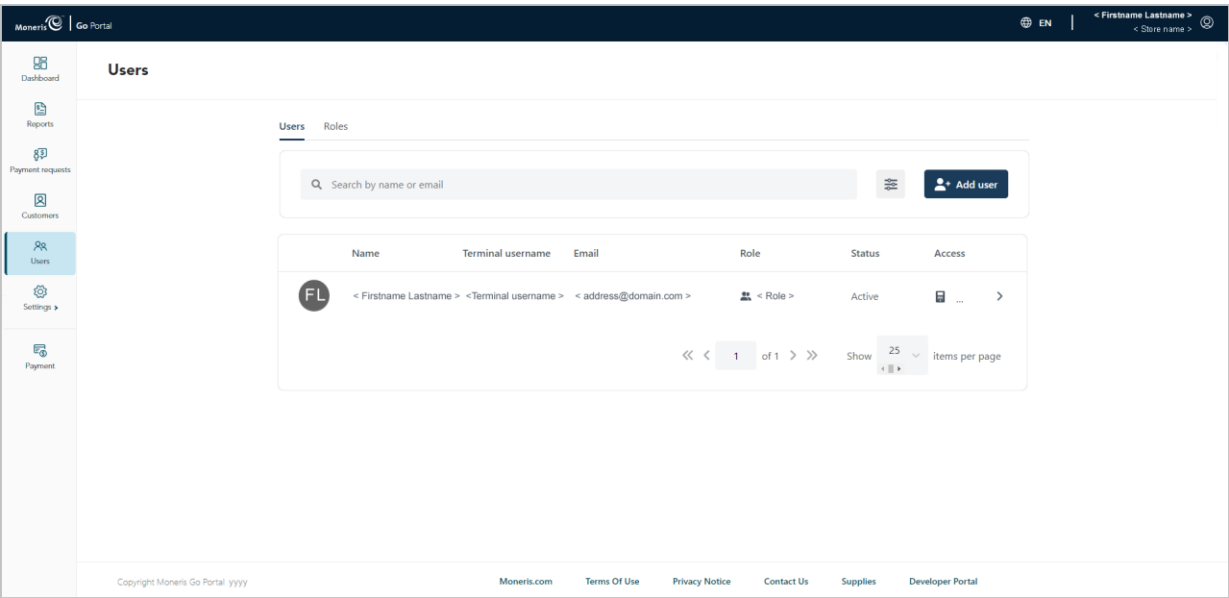 Moneris Go Portal
EN
< Firstname Lastname >
< Store name >
Dashboard
Reports
Payment requests
Customers
Users
Settings
Payment
Users
Users Roles
Search by name or email
Add user
Name Terminal username Email Role Status Access
FL < Firstname Lastname > <Terminal username > < address@domain.com > < Role > Active ...
1 of 1 Show 25 items per page
Copyright Moneris Go Portal yyyy Moneris.com Terms Of Use Privacy Notice Contact Us Supplies Developer Portal